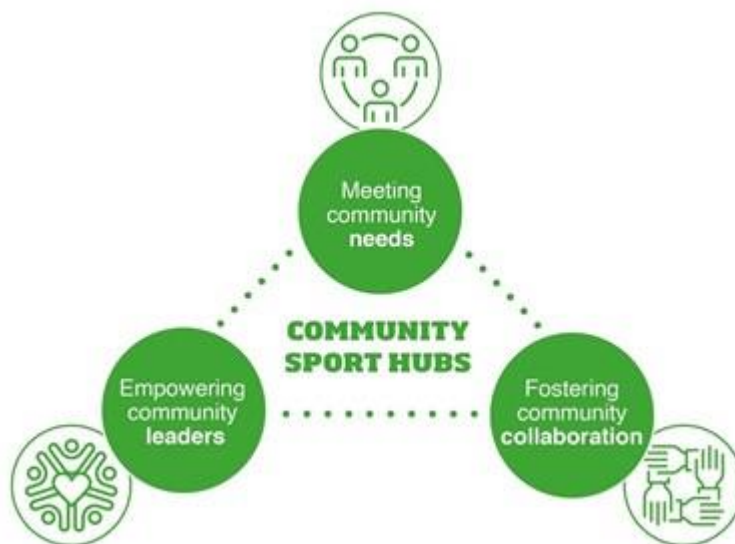 Meeting
community
needs
COMMUNITY
SPORT HUBS
Empowering
community
leaders
Fostering
community
collaboration